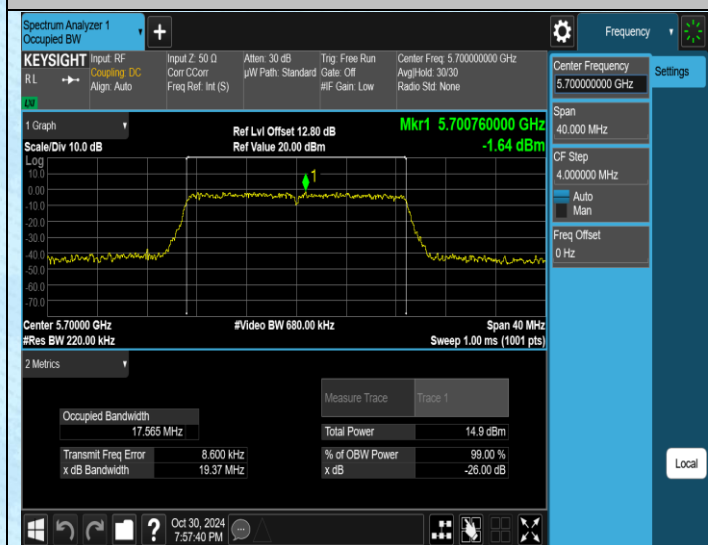 Spectrum Analyzer 1
Occupied BW
Frequency
KEYSIGHT
RL
Input: RF
Coupling: DC
Align: Auto
Input Z: 50 Ω
Corr CCorr
Freq Ref: Int (S)
Atten: 30 dB
µW Path: Standard
Trig: Free Run
Gate: Off
#IF Gain: Low
Center Freq: 5.700000000 GHz
Avg|Hold: 30/30
Radio Std: None
Center Frequency
5.700000000 GHz
Settings
Span
40.000 MHz
CF Step
4.000000 MHz
Auto
Man
Freq Offset
0 Hz
Local
1 Graph
Scale/Div 10.0 dB
Ref Lvl Offset 12.80 dB
Ref Value 20.00 dBm
Mkr1 5.700760000 GHz
-1.64 dBm
Log
10.0
0.00
-10.0
-20.0
-30.0
-40.0
-50.0
-60.0
-70.0
1
Center 5.70000 GHz
#Res BW 220.00 kHz
#Video BW 680.00 kHz
Span 40 MHz
Sweep 1.00 ms (1001 pts)
2 Metrics
Measure Trace
Trace 1
Occupied Bandwidth
17.565 MHz
Total Power
14.9 dBm
Transmit Freq Error
8.600 kHz
% of OBW Power
99.00 %
x dB Bandwidth
19.37 MHz
x dB
-26.00 dB
Oct 30, 2024
7:57:40 PM